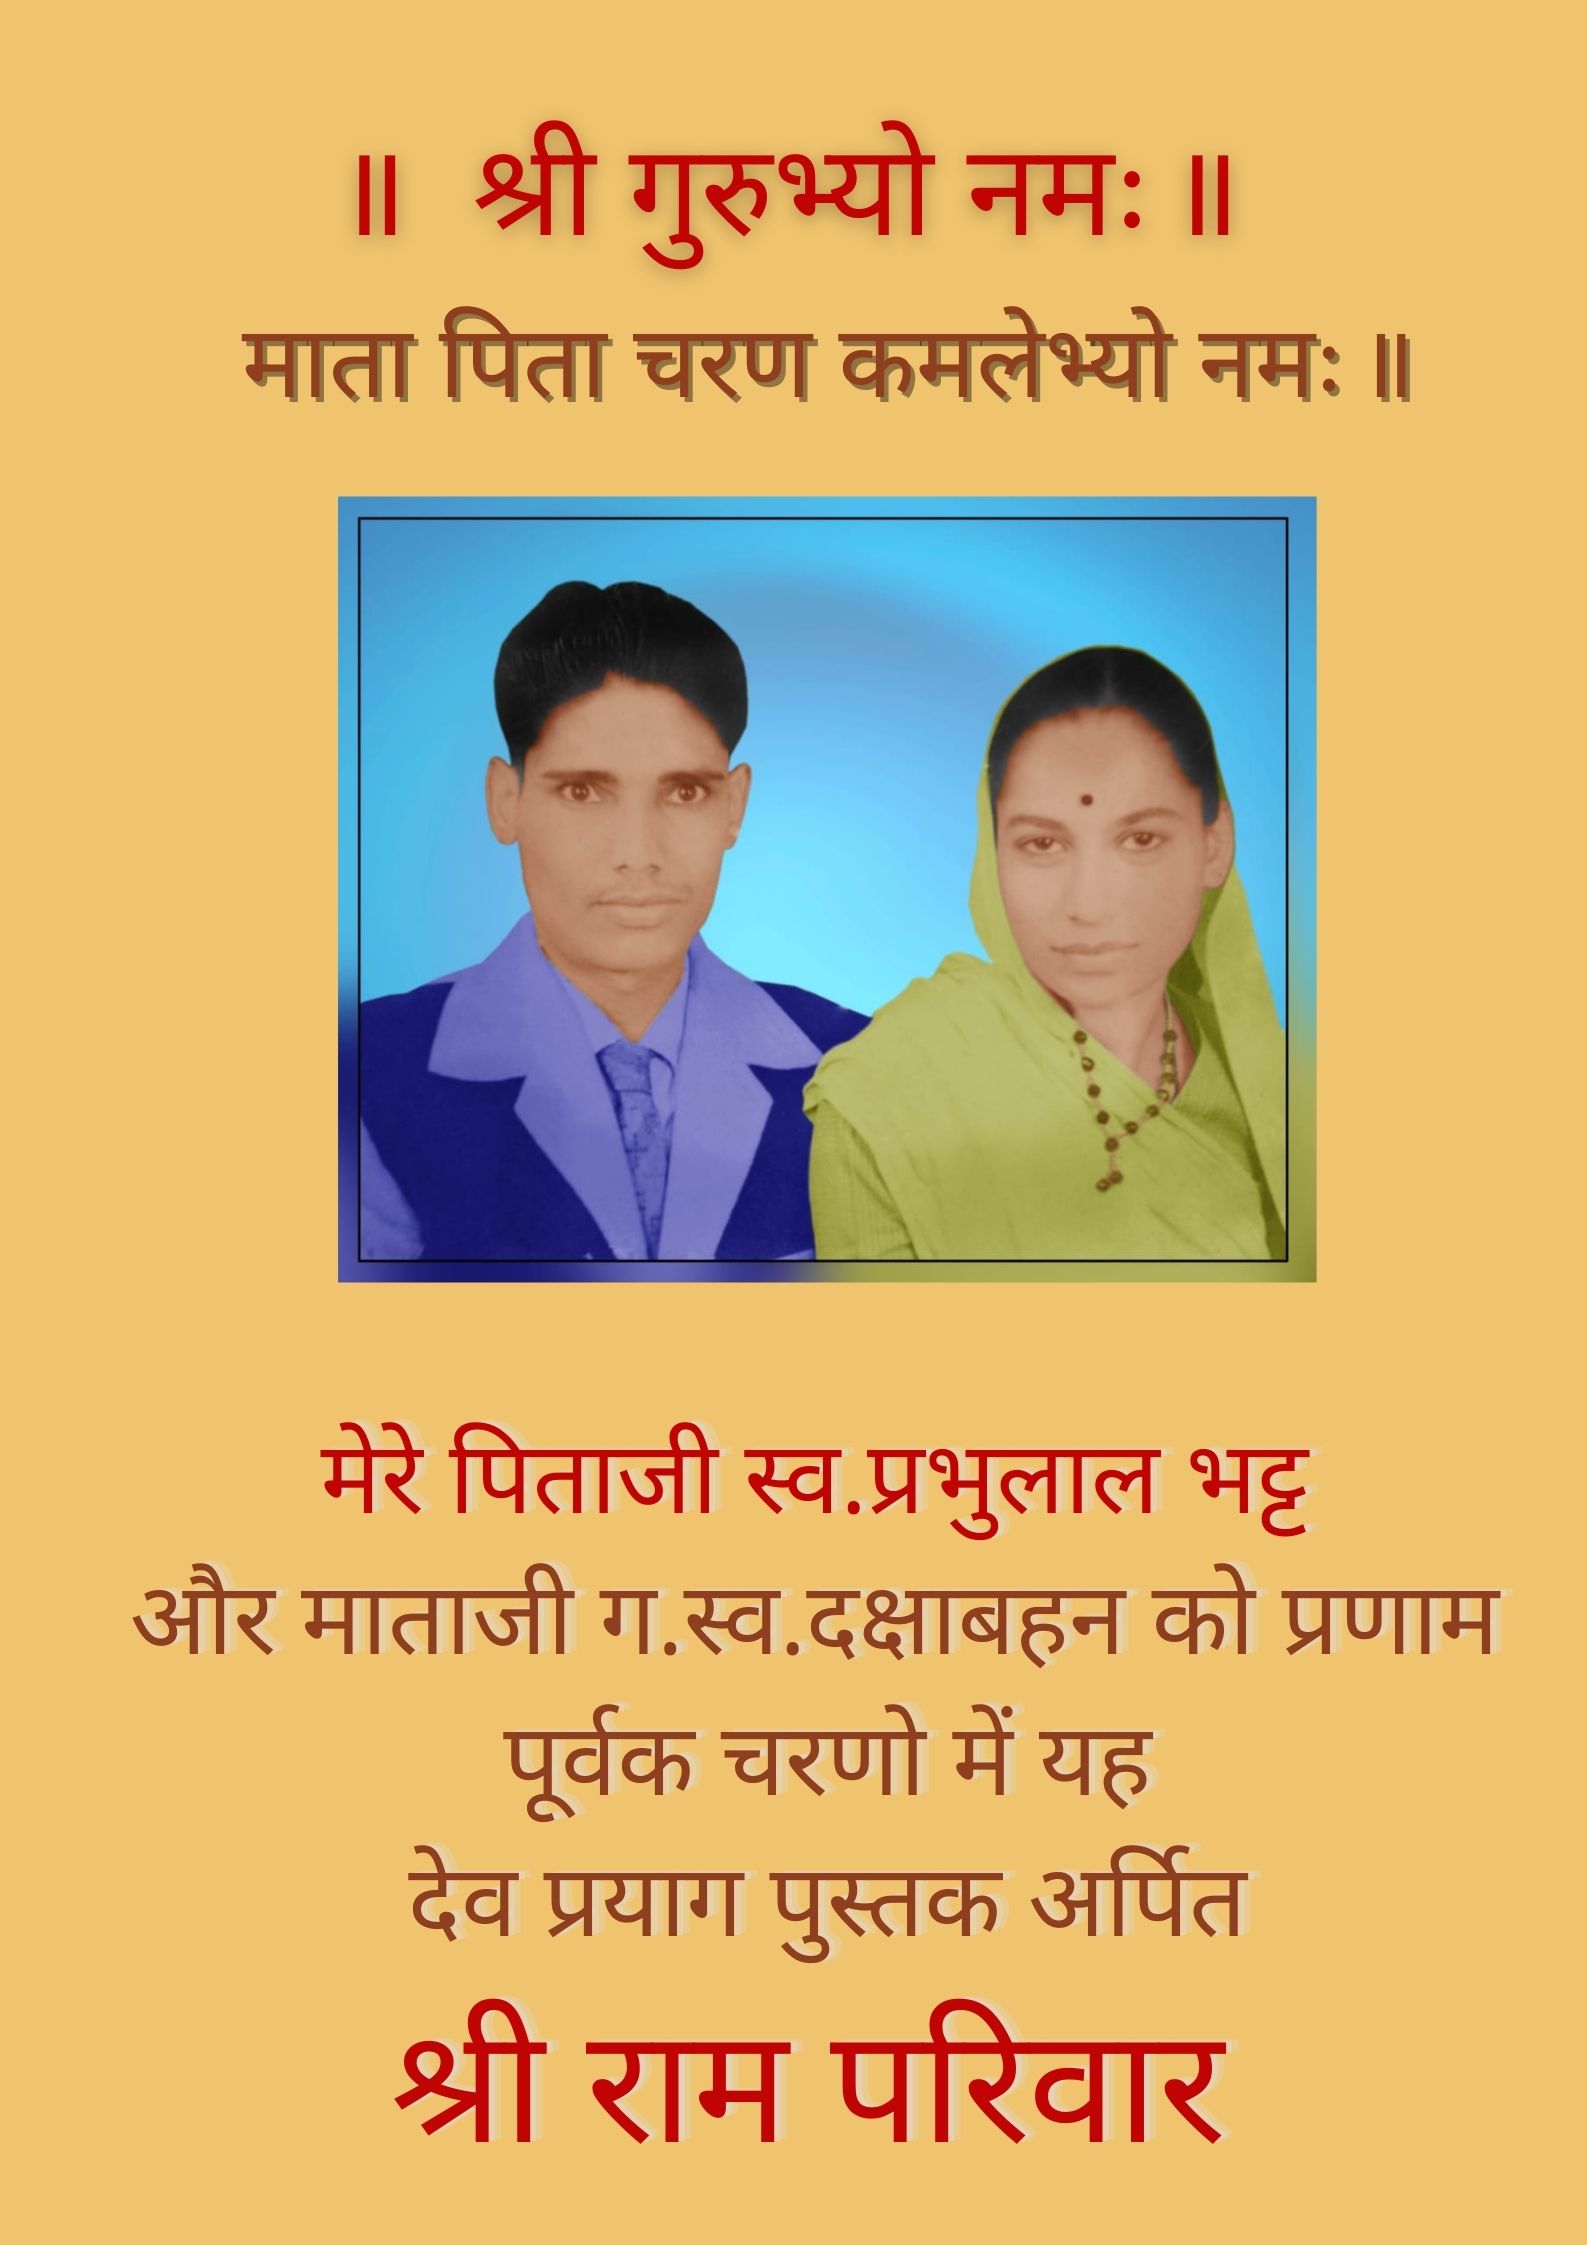 ॥ श्री गुरुभ्यो नमः ॥
माता पिता चरण कमलेभ्यो नमः ॥
मेरे पिताजी स्व.प्रभुलाल भट्ट
और माताजी ग.स्व.दक्षाबहन को प्रणाम
पूर्वक चरणो में यह
देव प्रयाग पुस्तक अर्पित
श्री राम परिवार